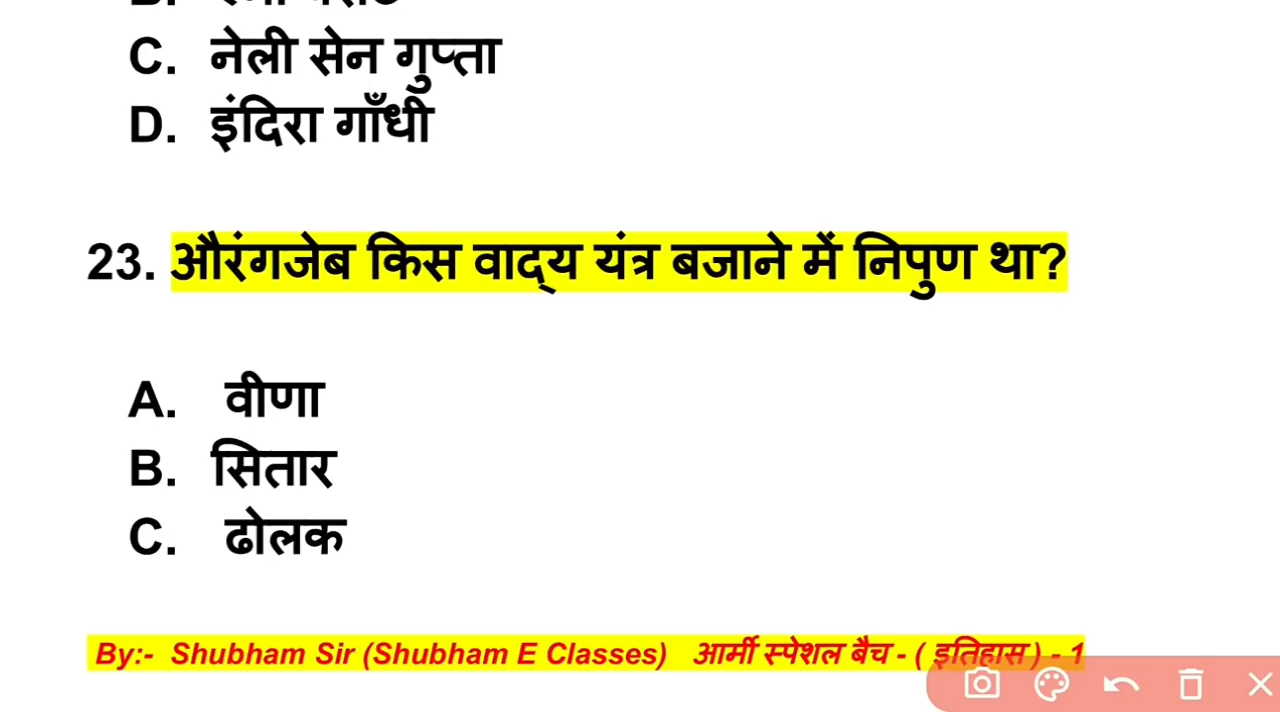 C. नेली सेन गुप्ता
D. इंदिरा गाँधी
23. औरंगजेब किस वाद्य यंत्र बजाने में निपुण था?
A. वीणा
B. सितार
C. ढोलक
By:- Shubham Sir (Shubham E Classes) आर्मी स्पेशल बैच - ( इतिहास ) - 1